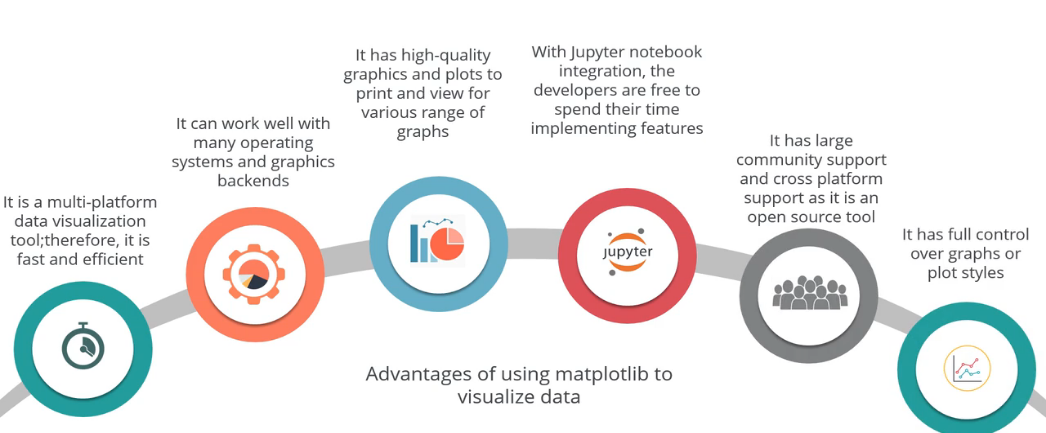 It is a multi-platform
data visualization
tool;therefore, it is
fast and efficient
It can work well with
many operating
systems and graphics
backends
It has high-quality
graphics and plots to
print and view for
various range of
graphs
With Jupyter notebook
integration, the
developers are free to
spend their time
implementing features
It has large
community support
and cross platform
support as it is an
open source tool
It has full control
over graphs or
plot styles
jupyter
Advantages of using matplotlib to
visualize data